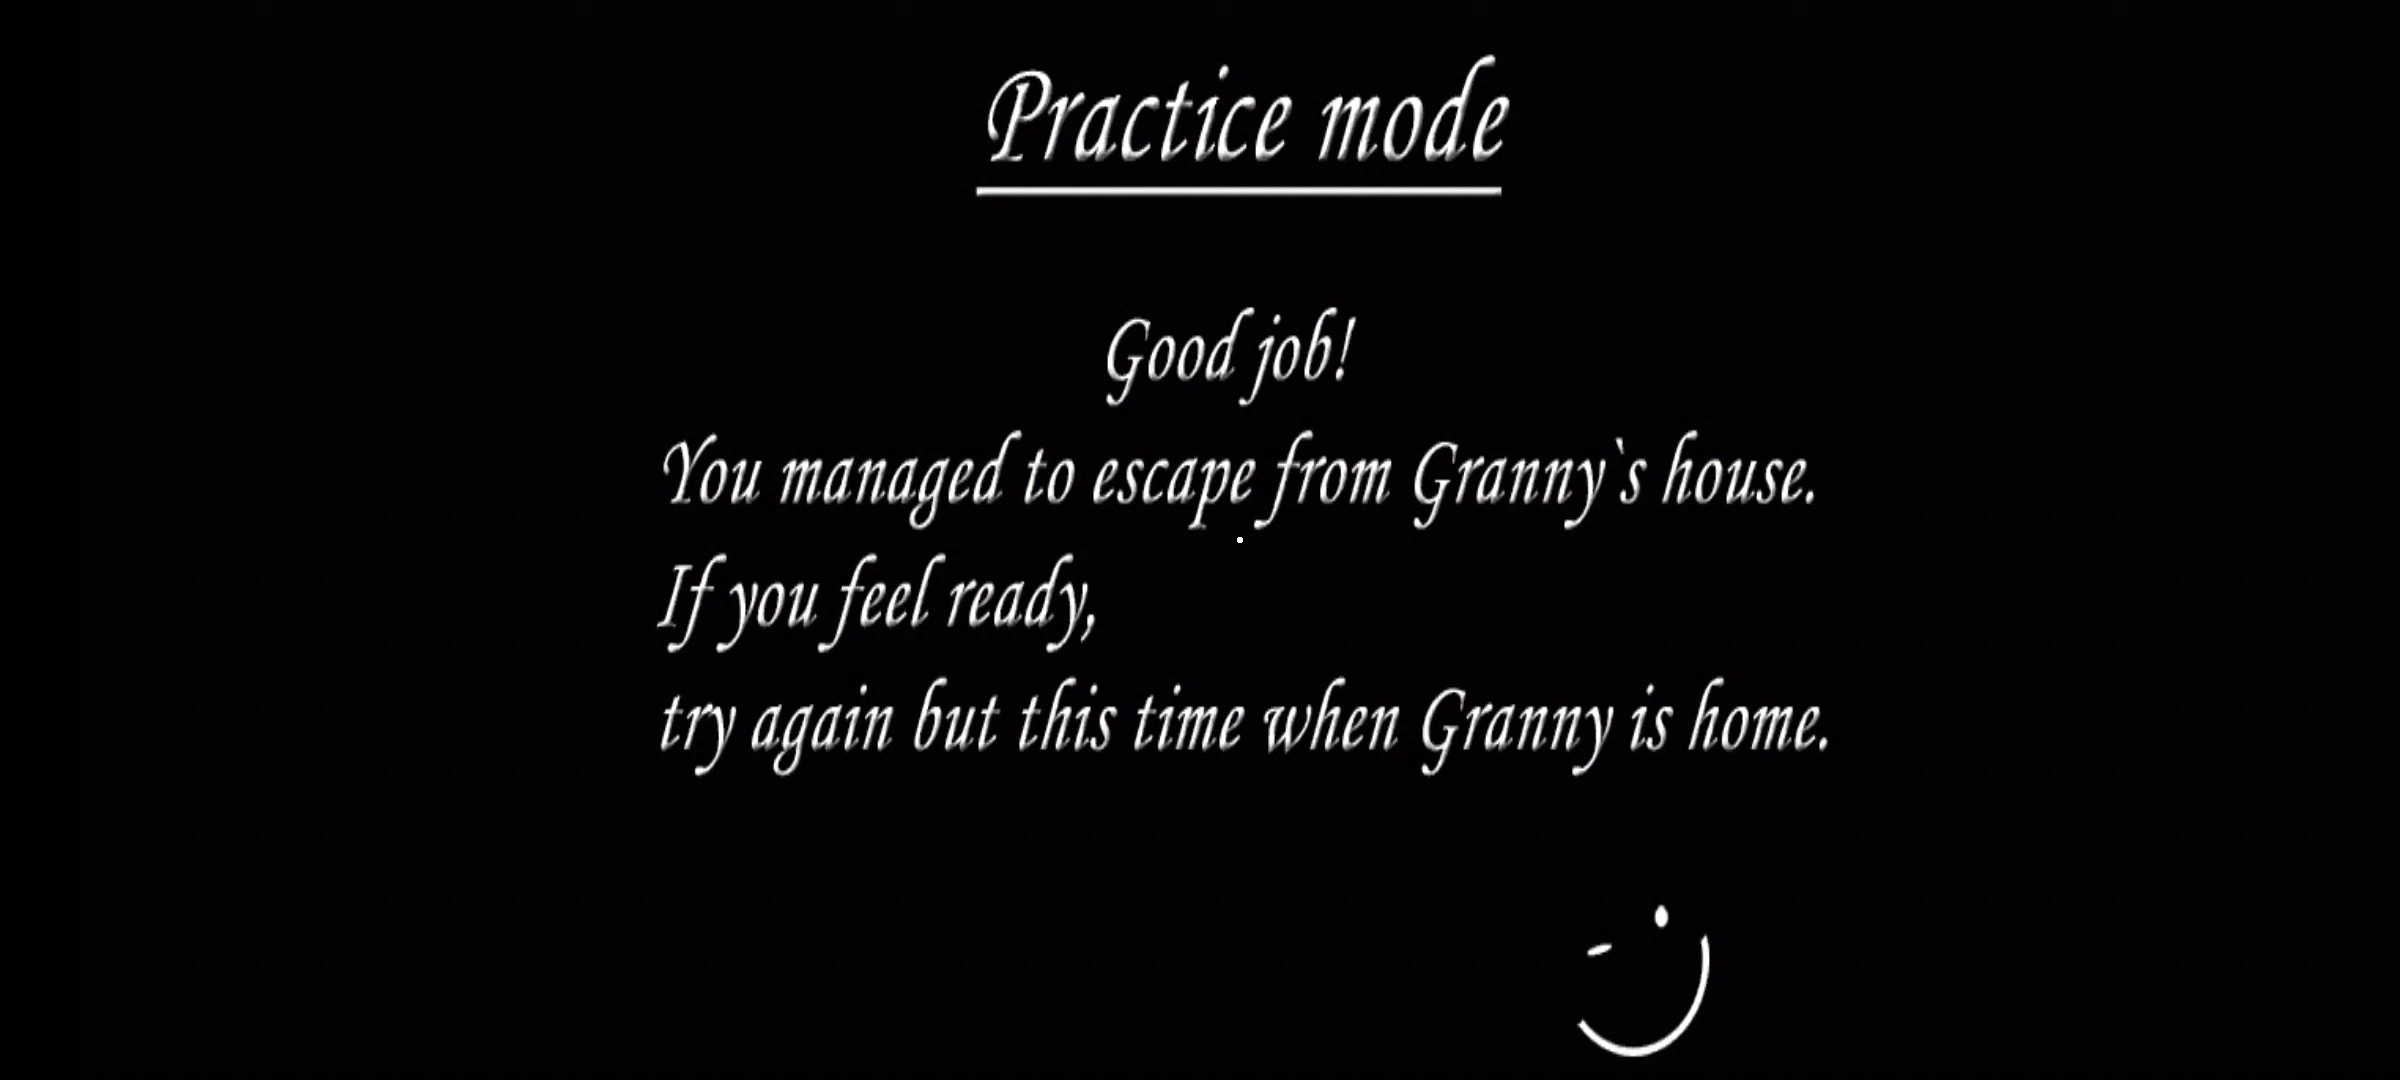 Practice mode
Good job!
You managed to escape from Granny`s house.
If you feel ready,
try again but this time when Granny is home.